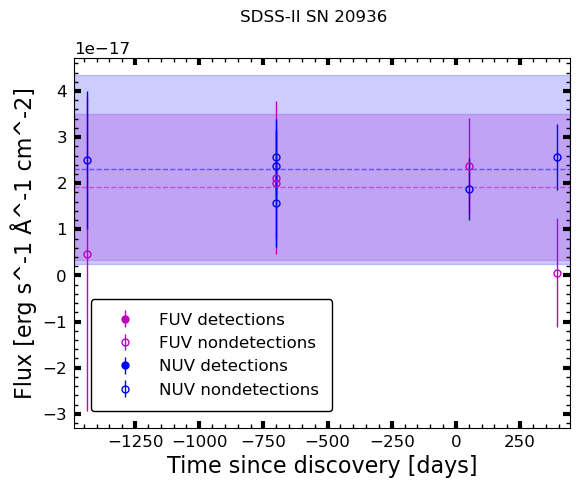 SDSS-II SN 20936
1e−17
4
3
2
1
0
−1
−2
−3
Flux [erg s^-1 Å^-1 cm^-2]
FUV detections
FUV nondetections
NUV detections
NUV nondetections
−1250 −1000 −750 −500 −250 0 250
Time since discovery [days]